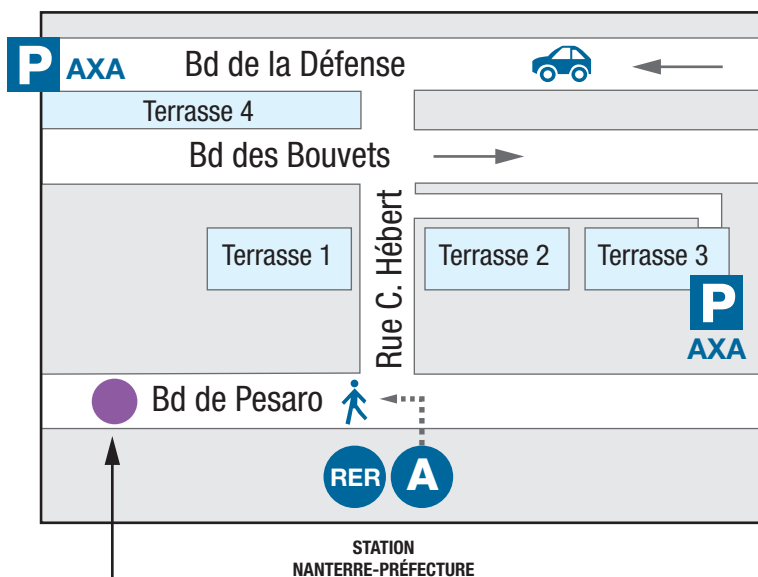 P AXA
Bd de la Défense
Terrasse 4
Bd des Bouvets
Rue C. Hébert
Terrasse 1
Terrasse 2
Terrasse 3
P
AXA
Bd de Pesaro
RER A
STATION
NANTERRE-PRÉFECTURE